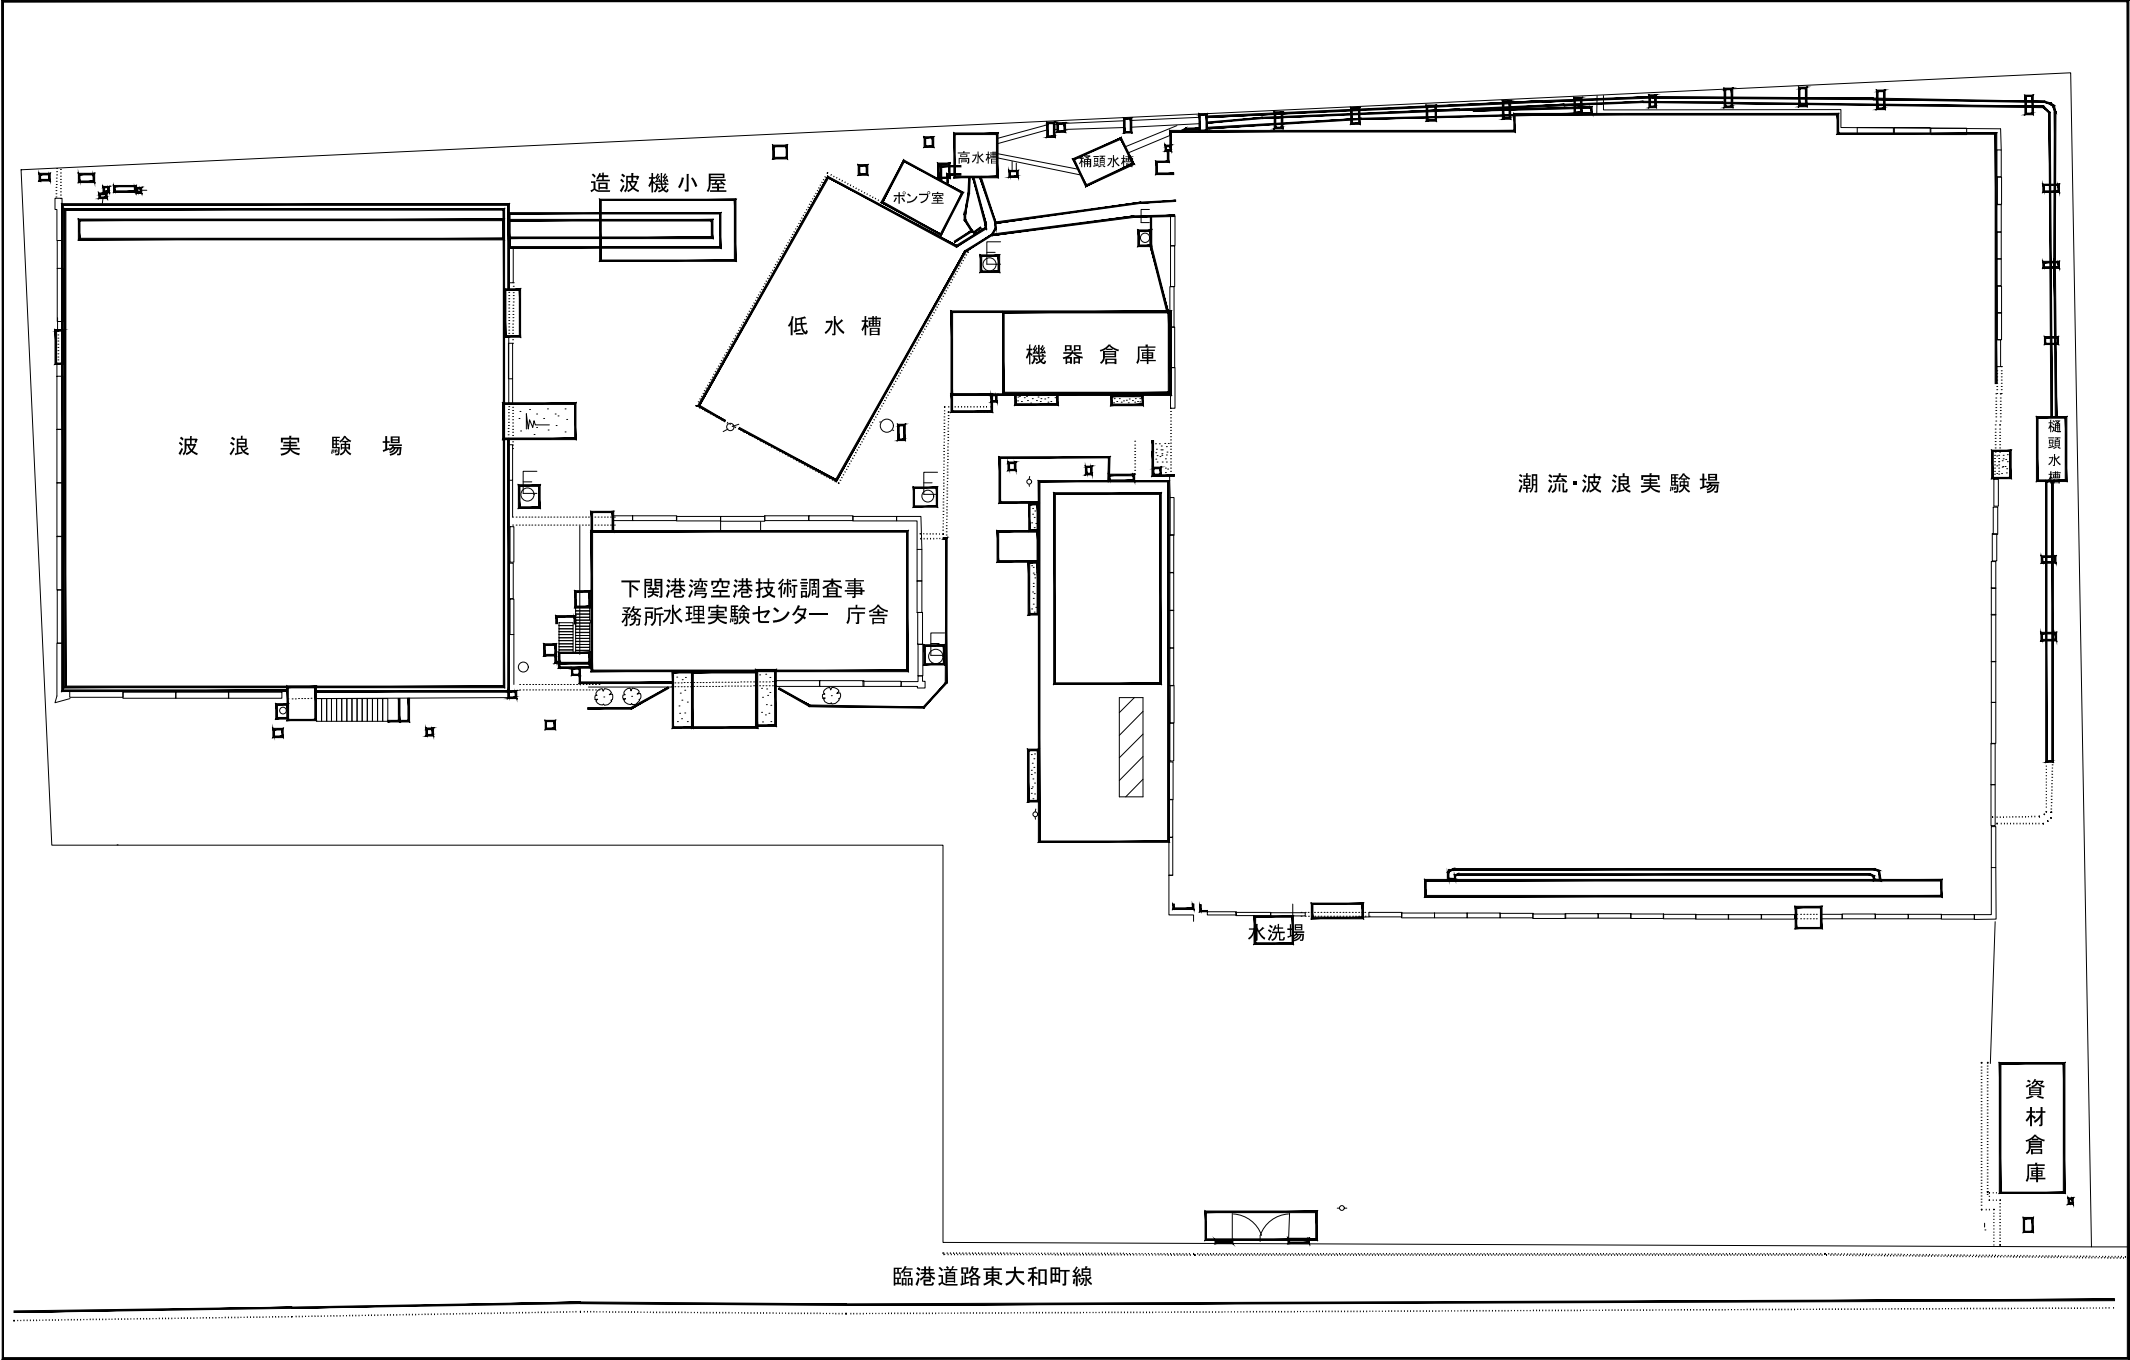 高水槽
桶頭水槽
造波機小屋
ポンプ室
低水槽
機器倉庫
波浪実験場
樋頭水槽
潮流・波浪実験場
下関港湾空港技術調査事
務所水理実験センター 庁舎
水洗場
資材倉庫
臨港道路東大和町線